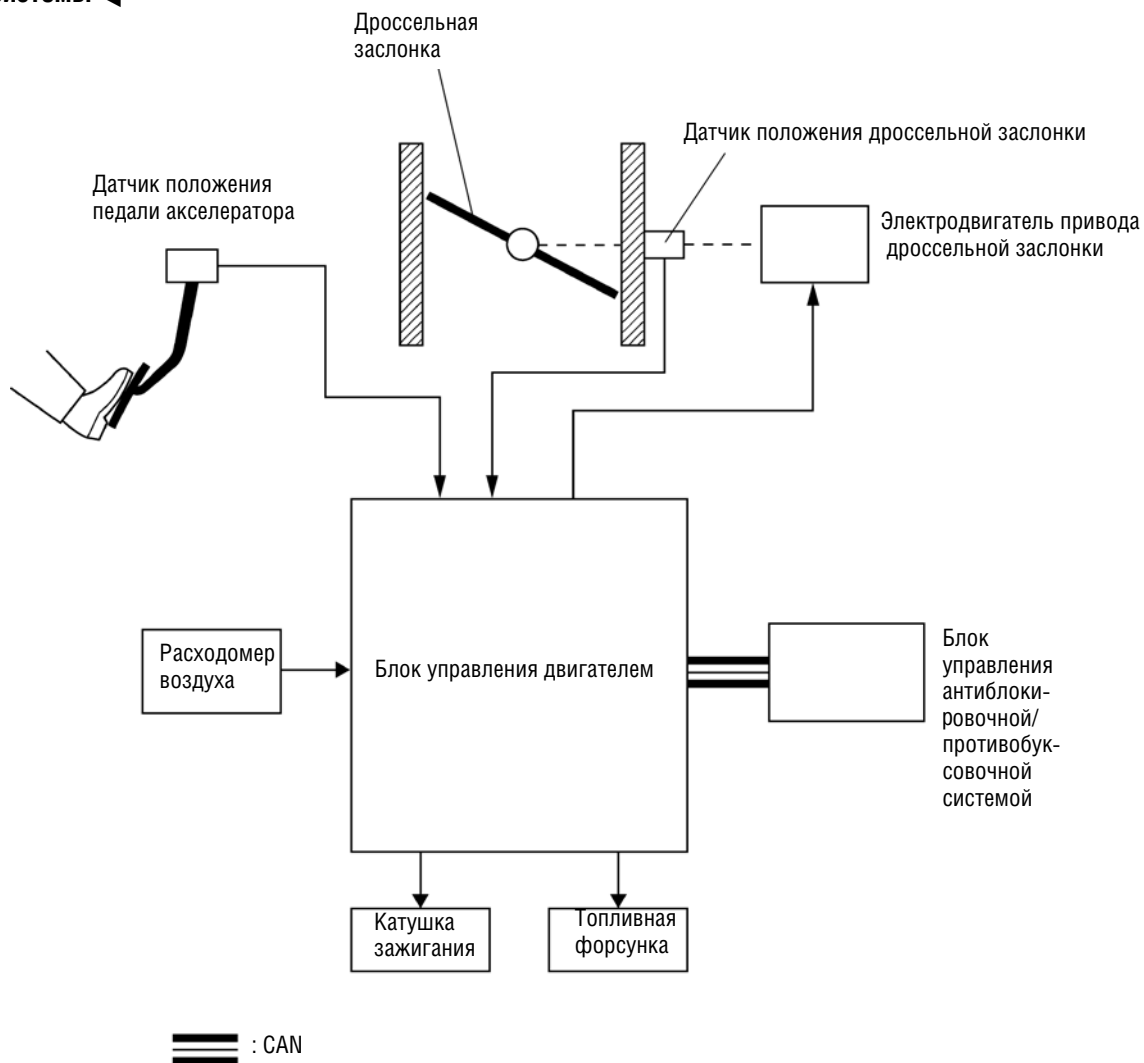 Дроссельная
заслонка
Датчик положения дроссельной заслонки
Датчик положения
педали акселератора
Электродвигатель привода
дроссельной заслонки
Расходомер
воздуха
Блок управления двигателем
Блок
управления
антиблоки-
ровочной/
противобук-
совочной
системой
Катушка
зажигания
Топливная
форсунка
: CAN